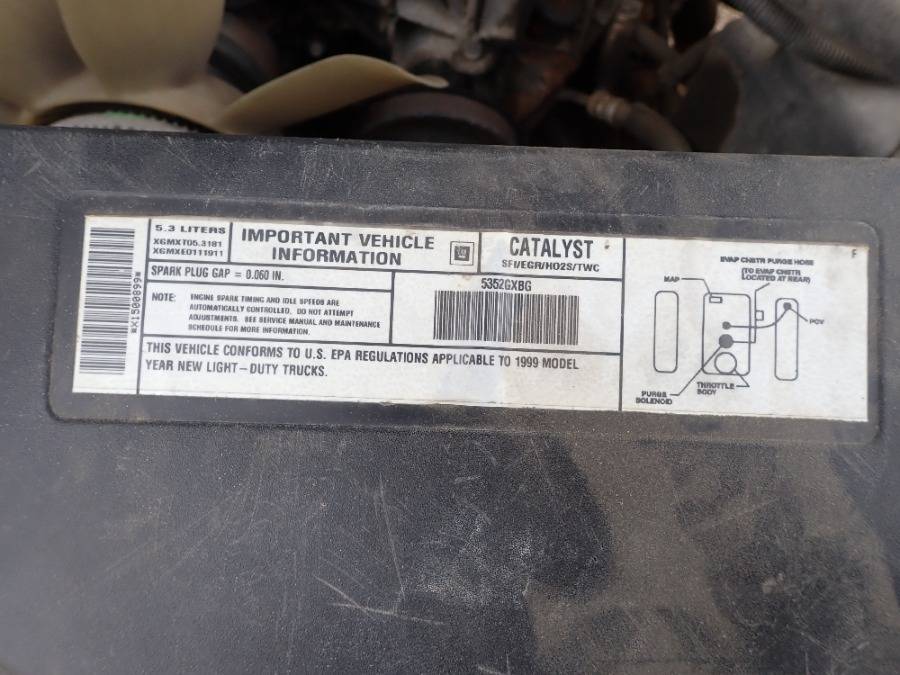 *X1500899*
5.3 LITERS
XGMXT05.3181
XGMXE0111911
IMPORTANT VEHICLE
INFORMATION
GM
CATALYST
SFI/EGR/HO2S/TWC
SPARK PLUG GAP = 0.060 IN.
NOTE: ENGINE SPARK TIMING AND IDLE SPEEDS ARE
AUTOMATICALLY CONTROLLED. DO NOT ATTEMPT
ADJUSTMENTS. SEE SERVICE MANUAL AND MAINTENANCE
SCHEDULE FOR MORE INFORMATION.
5352GXBG
THIS VEHICLE CONFORMS TO U.S. EPA REGULATIONS APPLICABLE TO 1999 MODEL
YEAR NEW LIGHT-DUTY TRUCKS.
F
EVAP CNSTR PURGE HOSE
(TO EVAP CNSTR
LOCATED AT REAR)
MAP
PCV
THROTTLE
BODY
PURGE
SOLENOID